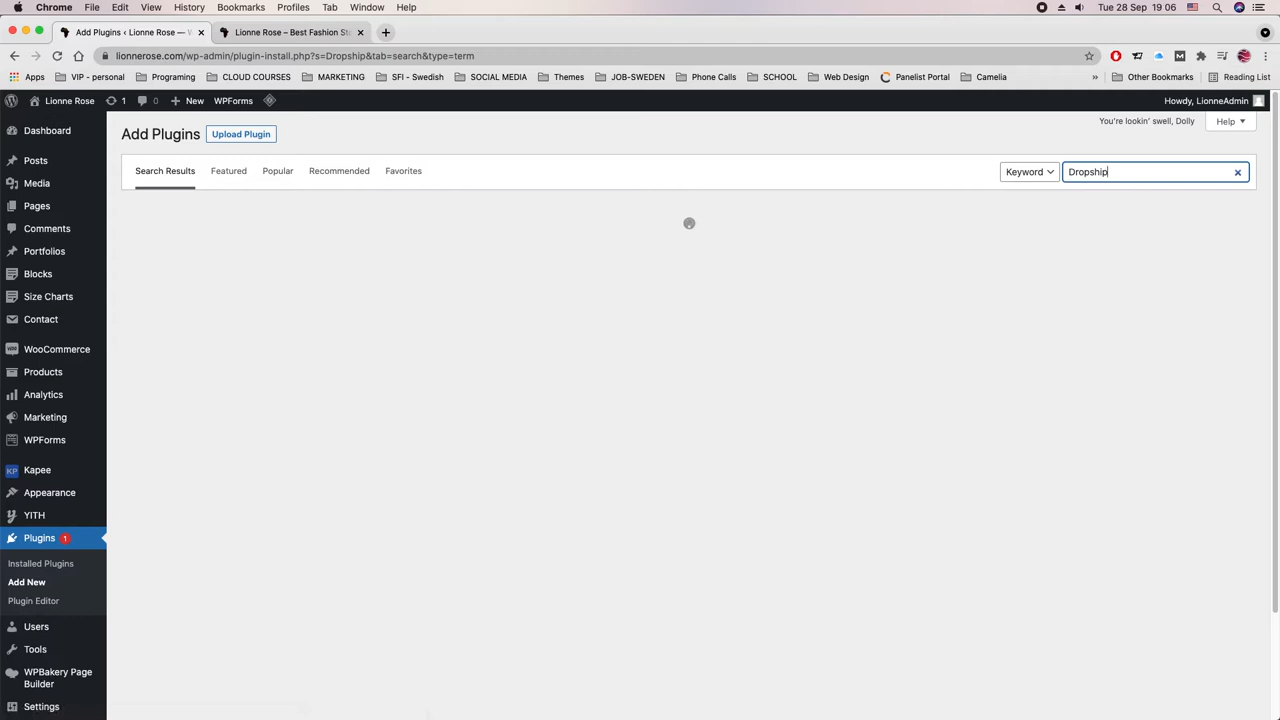 Chrome File Edit View History Bookmarks Profiles Tab Window Help Tue 28 Sep 19:06
Add Plugins ‹ Lionne Rose — W Lionne Rose – Best Fashion Sto
lionnerose.com/wp-admin/plugin-install.php?s=Dropship&tab=search&type=term
Apps VIP - personal Programing CLOUD COURSES MARKETING SFI - Swedish SOCIAL MEDIA Themes JOB-SWEDEN Phone Calls SCHOOL Web Design Panelist Portal Camelia » Other Bookmarks Reading List
Lionne Rose 1 0 New WPForms Howdy, LionneAdmin
You're lookin' swell, Dolly Help
Add Plugins Upload Plugin
Search Results Featured Popular Recommended Favorites Keyword Dropship
Dashboard
Posts
Media
Pages
Comments
Portfolios
Blocks
Size Charts
Contact
WooCommerce
Products
Analytics
Marketing
WPForms
KP Kapee
Appearance
YITH
Plugins 1
Installed Plugins
Add New
Plugin Editor
Users
Tools
WPBakery Page
Builder
Settings